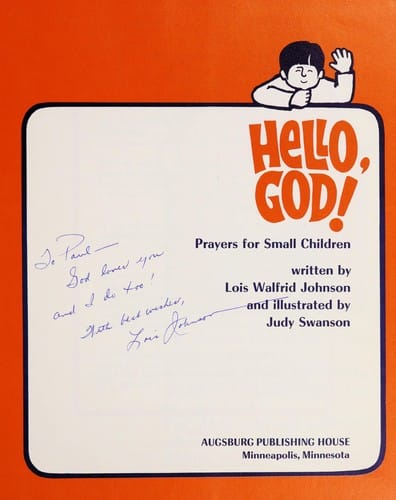 HELLO,
GOD!
Prayers for Small Children
written by
Lois Walfrid Johnson
and illustrated by
Judy Swanson
To Paul—
God loves you
and I do too!
With best wishes,
Lois Johnson
AUGSBURG PUBLISHING HOUSE
Minneapolis, Minnesota